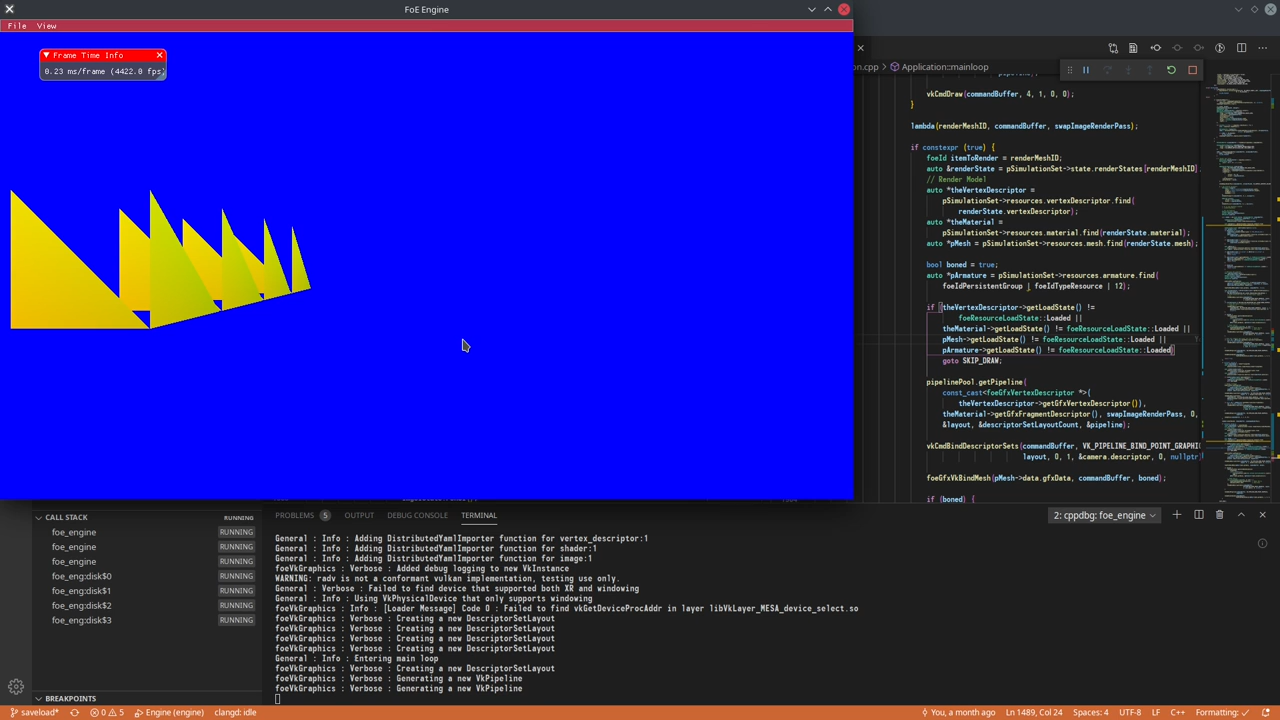 FoE Engine
File View
Frame Time Info
0.23 ms/frame (4422.0 fps)
on.cpp > Application::mainloop
vkCmdDraw(commandBuffer, 4, 1, 0, 0);
}
lambda(renderMeshID, commandBuffer, swapImageRenderPass);
if constexpr (true) {
foeId itemToRender = renderMeshID;
auto &renderState = pSimulationSet->state.renderStates[renderMeshID]
// Render Model
auto *theVertexDescriptor =
pSimulationSet->resources.vertexDescriptor.find(
renderState.vertexDescriptor);
auto *theMaterial =
pSimulationSet->resources.material.find(renderState.material);
auto *pMesh = pSimulationSet->resources.mesh.find(renderState.mesh);
bool boned = true;
auto *pArmature = pSimulationSet->resources.armature.find(
foeIdPersistentGroup | foeIdTypeResource | 12);
if (theVertexDescriptor->getLoadState() !=
foeResourceLoadState::Loaded ||
theMaterial->getLoadState() != foeResourceLoadState::Loaded ||
pMesh->getLoadState() != foeResourceLoadState::Loaded ||
pArmature->getLoadState() != foeResourceLoadState::Loaded)
goto SKIP_DRAW;
pipelinePool.getPipeline(
const_cast<foeGfxVertexDescriptor *>(
theVertexDescriptor->getGfxVertexDescriptor()),
theMaterial->getGfxFragmentDescriptor(), swapImageRenderPass, 0,
&layout, &descriptorSetLayoutCount, &pipeline);
vkCmdBindDescriptorSets(commandBuffer, VK_PIPELINE_BIND_POINT_GRAPHI
layout, 0, 1, &camera.descriptor, 0, nullptr)
foeGfxVkBindMesh(pMesh->data.gfxData, commandBuffer, boned);
if (boned) {
CALL STACK RUNNING
foe_engine RUNNING
foe_engine RUNNING
foe_engine RUNNING
foe_eng:disk$0 RUNNING
foe_eng:disk$1 RUNNING
foe_eng:disk$2 RUNNING
foe_eng:disk$3 RUNNING
BREAKPOINTS
PROBLEMS 5 OUTPUT DEBUG CONSOLE TERMINAL 2: cppdbg: foe_engine
General : Info : Adding DistributedYamlImporter function for vertex_descriptor:1
General : Info : Adding DistributedYamlImporter function for shader:1
General : Info : Adding DistributedYamlImporter function for image:1
foeVkGraphics : Verbose : Added debug logging to new VkInstance
WARNING: radv is not a conformant vulkan implementation, testing use only.
General : Verbose : Failed to find device that supported both XR and windowing
General : Info : Using VkPhysicalDevice that only supports windowing
foeVkGraphics : Info : [Loader Message] Code 0 : Failed to find vkGetDeviceProcAddr in layer libVkLayer_MESA_device_select.so
foeVkGraphics : Verbose : Creating a new DescriptorSetLayout
foeVkGraphics : Verbose : Creating a new DescriptorSetLayout
foeVkGraphics : Verbose : Creating a new DescriptorSetLayout
foeVkGraphics : Verbose : Creating a new DescriptorSetLayout
General : Info : Entering main loop
foeVkGraphics : Verbose : Creating a new DescriptorSetLayout
foeVkGraphics : Verbose : Generating a new VkPipeline
foeVkGraphics : Verbose : Generating a new VkPipeline
saveload* 0 5 Engine (engine) clangd: idle You, a month ago Ln 1489, Col 24 Spaces: 4 UTF-8 LF C++ Formatting: ✓